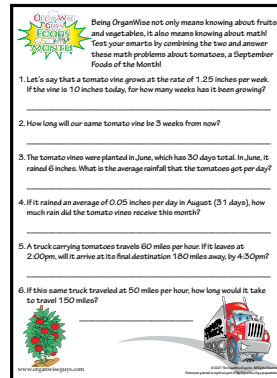 OrganWise
Guys
FOODS
of the
MONTH!
Being OrganWise not only means knowing about fruits
and vegetables, it also means knowing about math!
Test your smarts by combining the two and answer
these math problems about tomatoes, a September
Foods of the Month!
1. Let's say that a tomato vine grows at the rate of 1.25 inches per week.
If the vine is 10 inches today, for how many weeks has it been growing?
2. How long will our same tomato vine be 3 weeks from now?
3. The tomato vines were planted in June, which has 30 days total. In June, it
rained 6 inches. What is the average rainfall that the tomatoes got per day?
4. If it rained an average of 0.05 inches per day in August (31 days), how
much rain did the tomato vines receive this month?
5. A truck carrying tomatoes travels 60 miles per hour. If it leaves at
2:00pm, will it arrive at its final destination 180 miles away, by 4:30pm?
6. If this same truck traveled at 50 miles per hour, how long would it take
to travel 150 miles?
www.organwiseguys.com